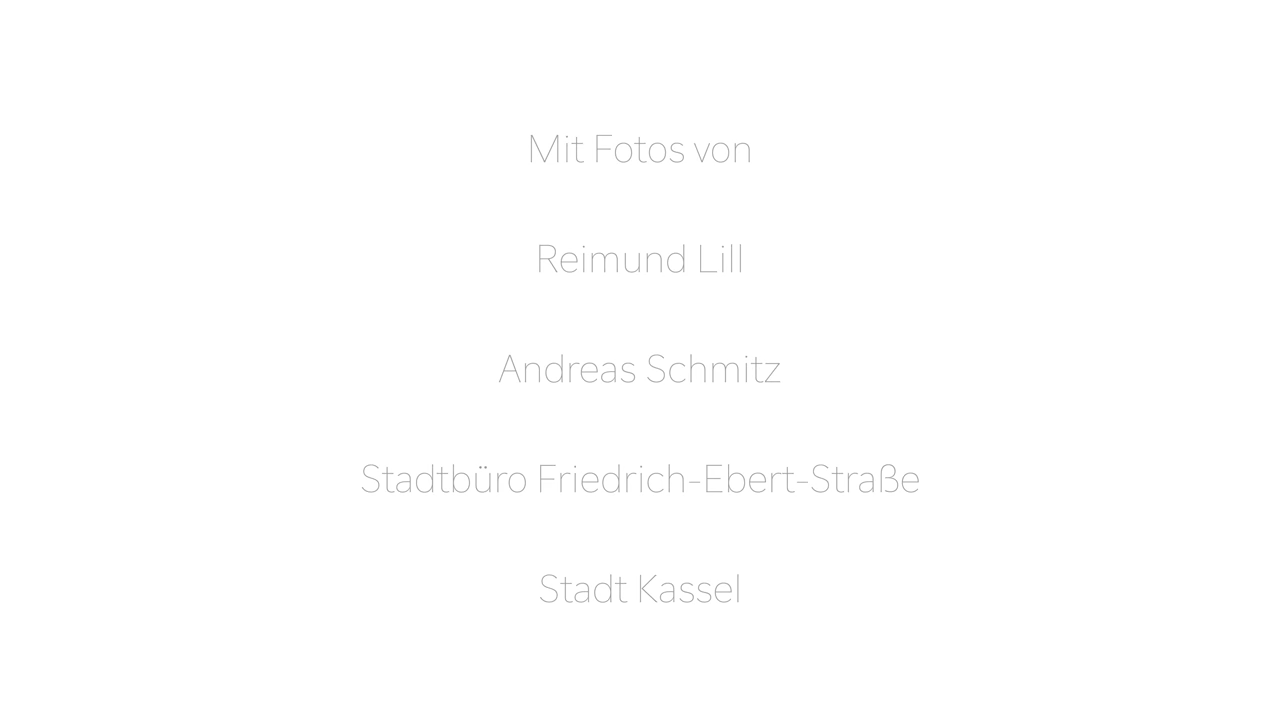 Mit Fotos von
Reimund Lill
Andreas Schmitz
Stadtbüro Friedrich-Ebert-Straße
Stadt Kassel